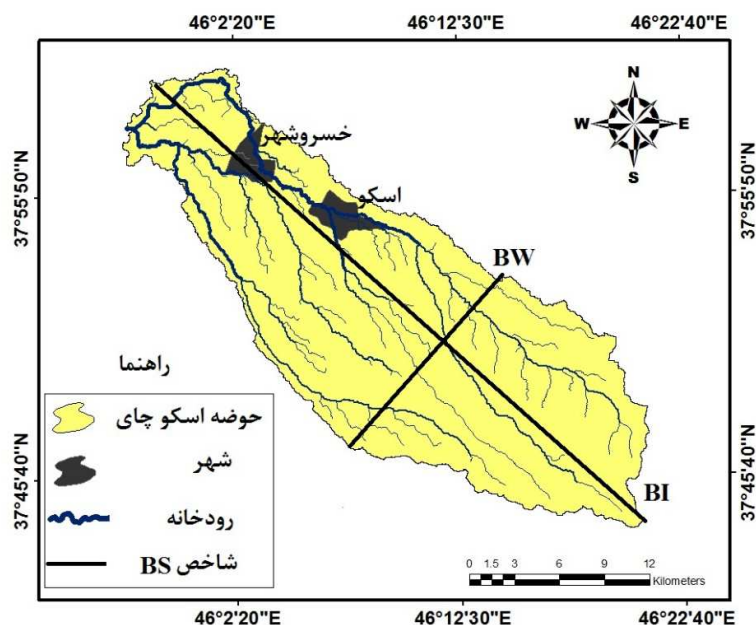 46°2'20"E 46°12'30"E 46°22'40"E
N
W E
S
خسروشهر
37°55'50"N
37°55'50"N
اسکو
BW
راهنما
حوضه اسکو چای
شهر
37°45'40"N
37°45'40"N
BI
رودخانه
شاخص BS
0 1.5 3 6 9 12
Kilometers
46°2'20"E 46°12'30"E 46°22'40"E